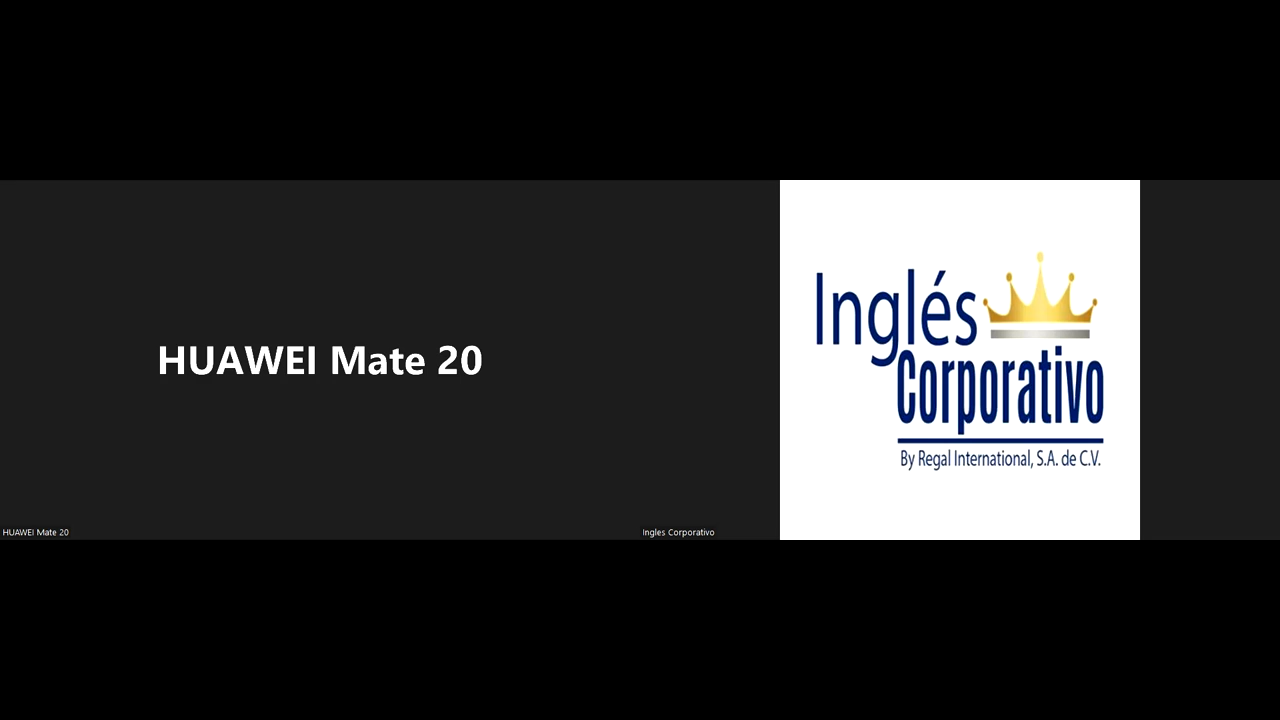 HUAWEI Mate 20
HUAWEI Mate 20
Inglés
Corporativo
By Regal International, S.A. de C.V.
Ingles Corporativo